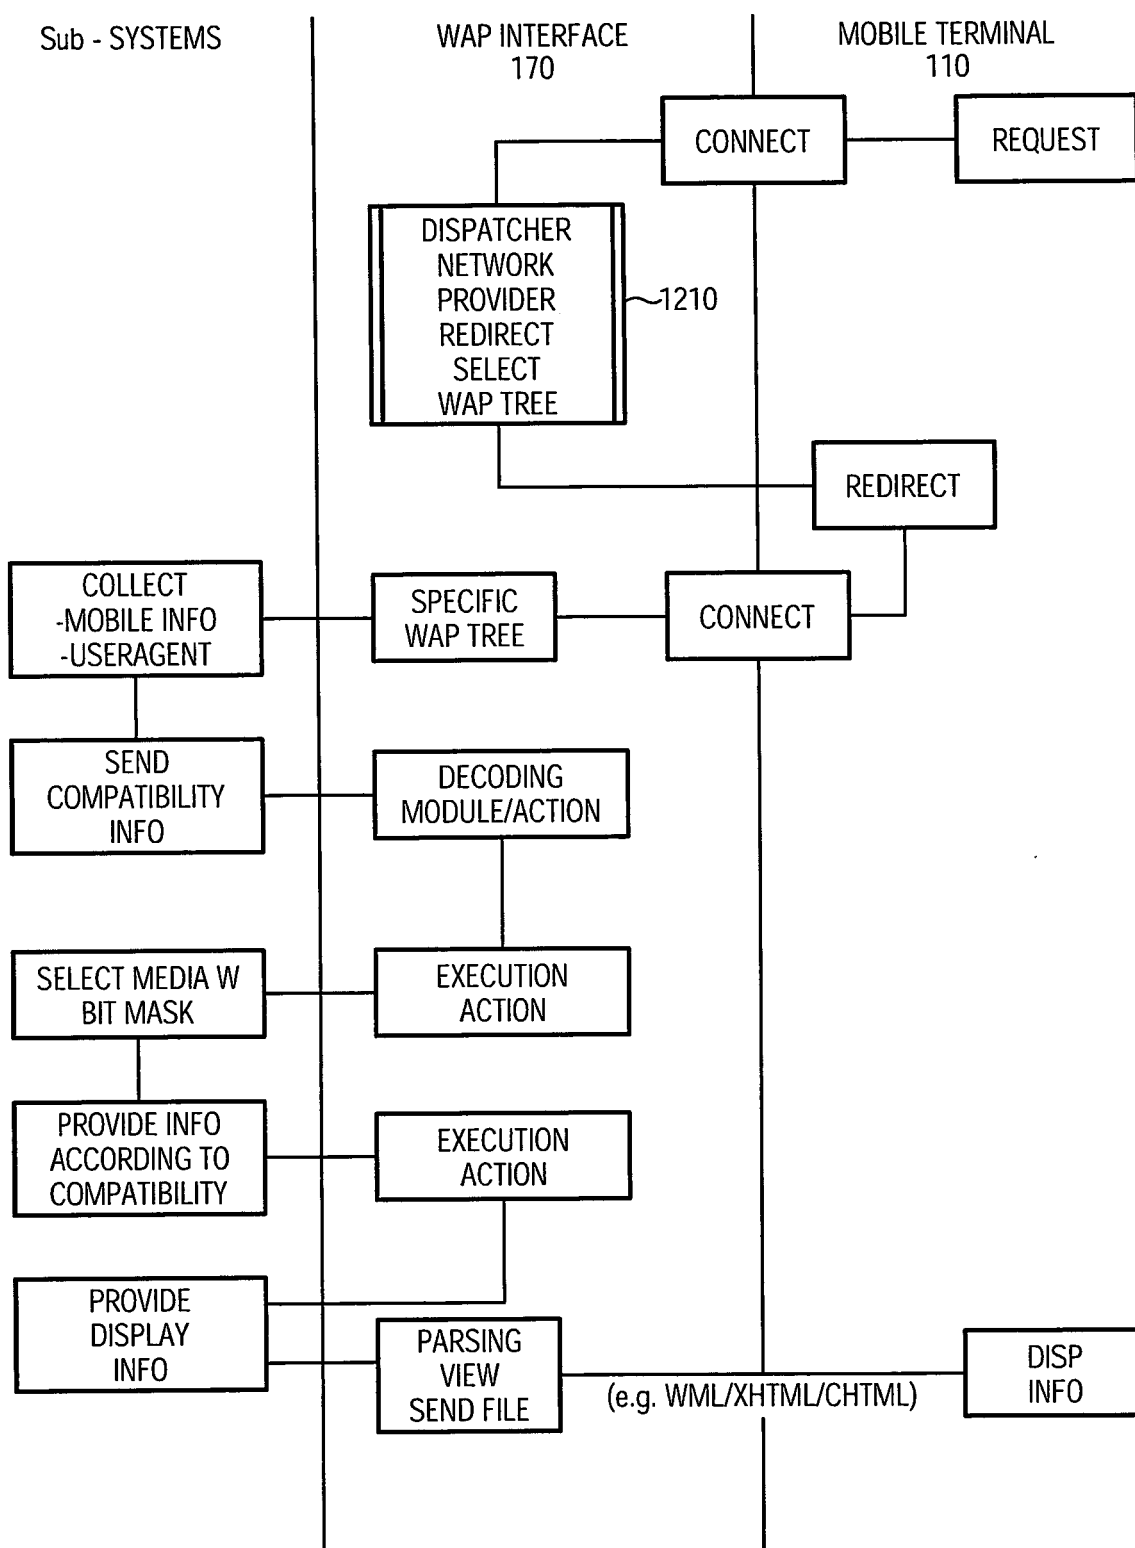 Sub - SYSTEMS
WAP INTERFACE
170
MOBILE TERMINAL
110
CONNECT
REQUEST
DISPATCHER
NETWORK
PROVIDER
REDIRECT
SELECT
WAP TREE
1210
REDIRECT
COLLECT
-MOBILE INFO
-USERAGENT
SPECIFIC
WAP TREE
CONNECT
SEND
COMPATIBILITY
INFO
DECODING
MODULE/ACTION
SELECT MEDIA W
BIT MASK
EXECUTION
ACTION
PROVIDE INFO
ACCORDING TO
COMPATIBILITY
EXECUTION
ACTION
PROVIDE
DISPLAY
INFO
PARSING
VIEW
SEND FILE
(e.g. WML/XHTML/CHTML)
DISP
INFO